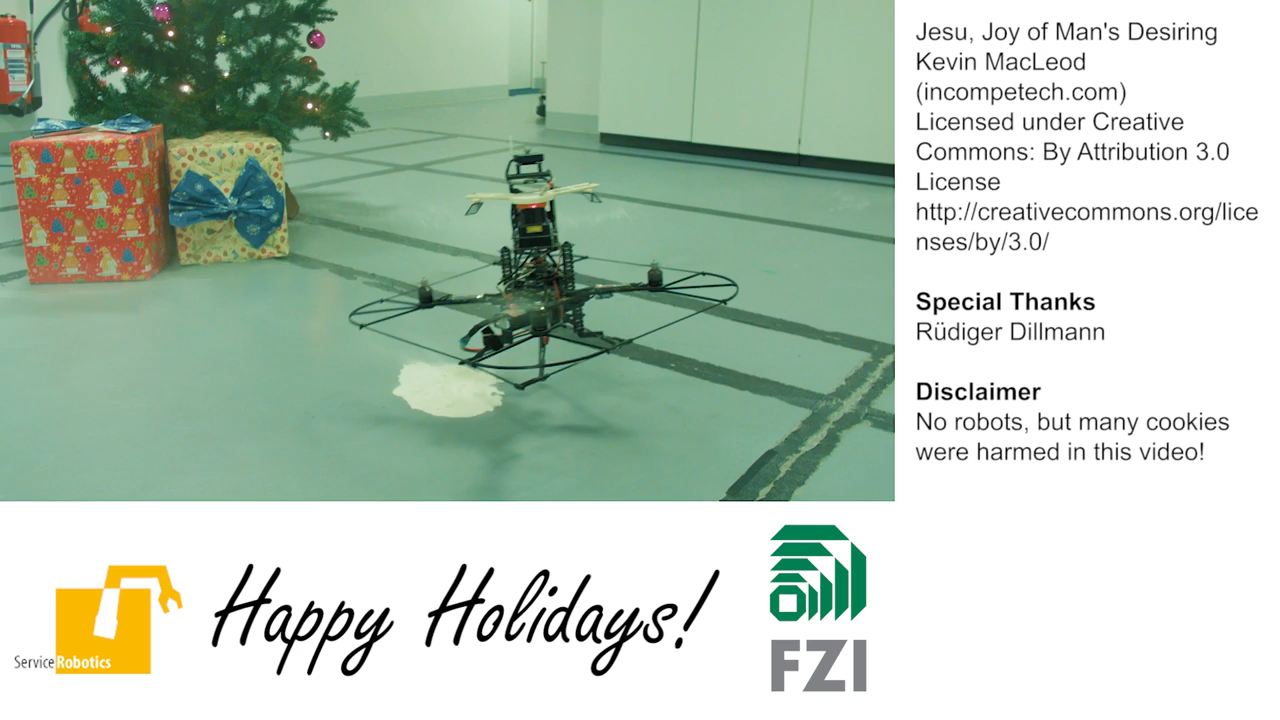 Jesu, Joy of Man's Desiring
Kevin MacLeod
(incompetech.com)
Licensed under Creative
Commons: By Attribution 3.0
License
http://creativecommons.org/lice
nses/by/3.0/
Special Thanks
Rüdiger Dillmann
Disclaimer
No robots, but many cookies
were harmed in this video!
Happy Holidays!
ServiceRobotics
FZI